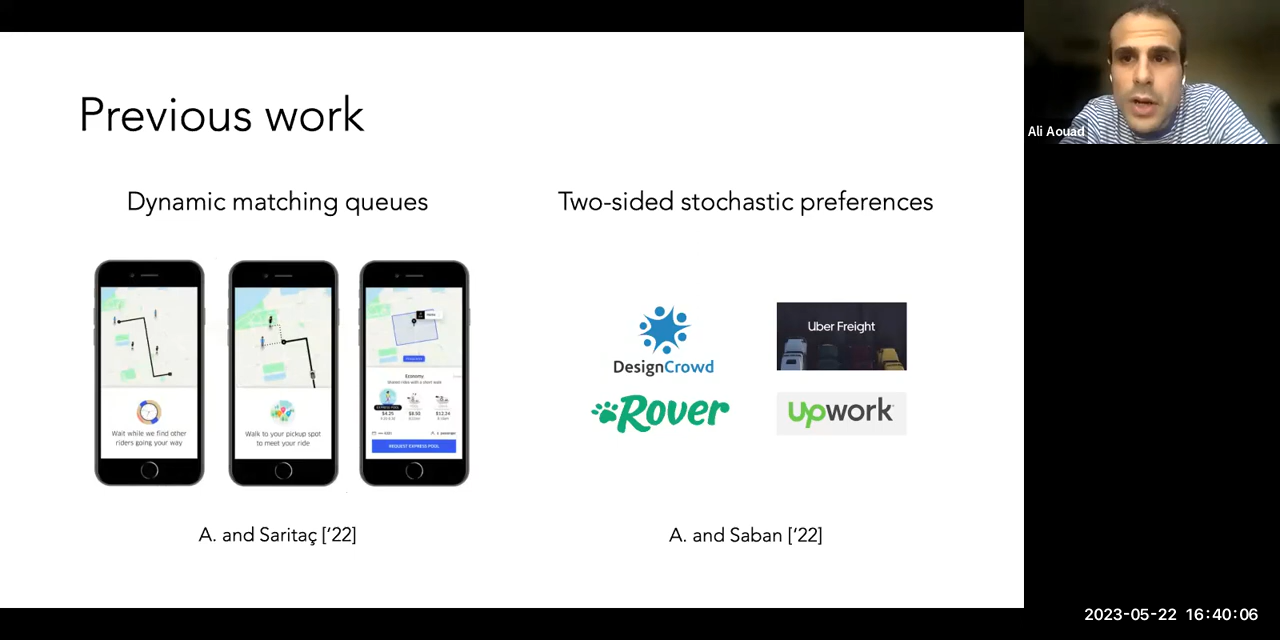 Previous work
Dynamic matching queues
Two-sided stochastic preferences
Wait while we find other
riders going your way
Walk to your pickup spot
to meet your ride
Economy
REQUEST EXPRESS POOL
DesignCrowd
Uber Freight
Rover
Upwork
A. and Saritaç ['22]
A. and Saban ['22]
Ali Aouad
2023-05-22 16:40:06